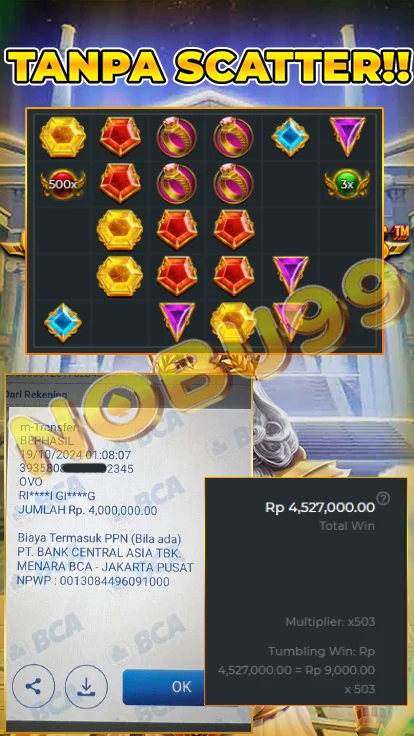 TANPA SCATTER!!
500x
3x
TM
NOBU99
Dari Rekening
m-Transfer
BERHASIL
19/10/2024 01:08:07
393580 2345
OVO
RI****I GI****G
JUMLAH Rp. 4,000,000.00
Biaya Termasuk PPN (Bila ada)
PT. BANK CENTRAL ASIA TBK.
MENARA BCA - JAKARTA PUSAT
NPWP : 0013084496091000
BCA
OK
Rp 4,527,000.00
Total Win
Multiplier: x503
Tumbling Win: Rp
4,527,000.00 = Rp 9,000.00
x 503